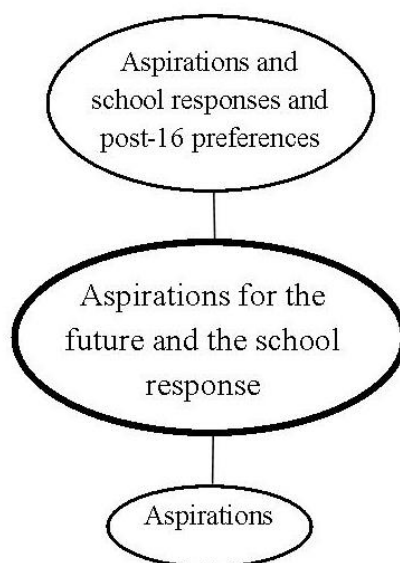 Aspirations and
school responses and
post-16 preferences
Aspirations for the
future and the school
response
Aspirations